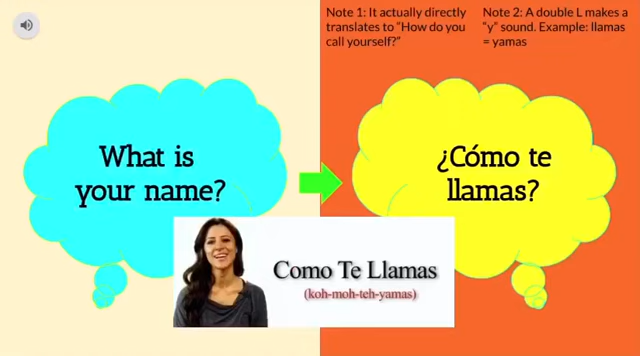 Note 1: It actually directly
translates to "How do you
call yourself?"
Note 2: A double L makes a
"y" sound. Example: llamas
= yamas
What is
your name?
¿Cómo te
llamas?
Como Te Llamas
(koh-moh-teh-yamas)